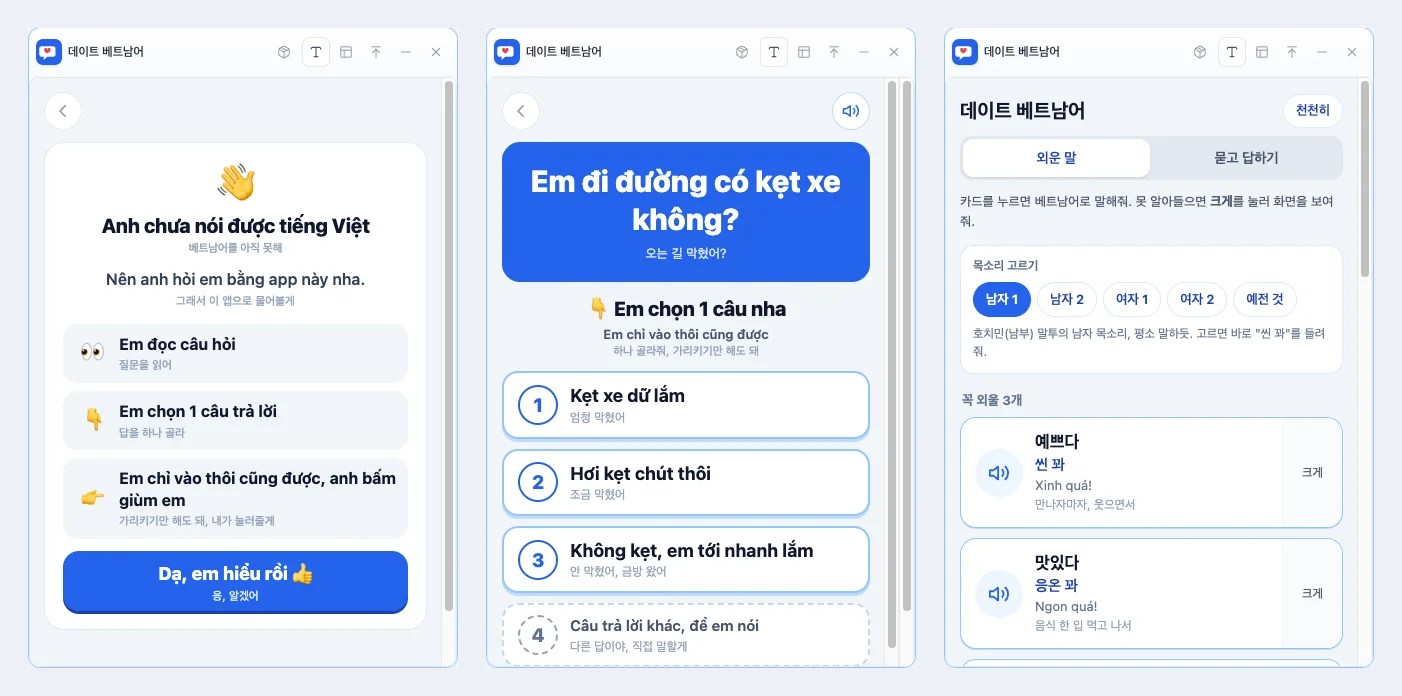 데이트 베트남어
Anh chưa nói được tiếng Việt
베트남어를 아직 못해
Nên anh hỏi em bằng app này nha.
그래서 이 앱으로 물어볼게
Em đọc câu hỏi
질문을 읽어
Em chọn 1 câu trả lời
답을 하나 골라
Em chỉ vào thôi cũng được, anh bấm
giùm em
가리키기만 해도 돼, 내가 눌러줄게
Dạ, em hiểu rồi 👍
응, 알겠어
데이트 베트남어
Em đi đường có kẹt xe
không?
오는 길 막혔어?
👇 Em chọn 1 câu nha
Em chỉ vào thôi cũng được
하나 골라줘, 가리키기만 해도 돼
1
Kẹt xe dữ lắm
엄청 막혔어
2
Hơi kẹt chút thôi
조금 막혔어
3
Không kẹt, em tới nhanh lắm
안 막혔어, 금방 왔어
4
Câu trả lời khác, để em nói
다른 답이야, 직접 말할게
데이트 베트남어
데이트 베트남어
천천히
외운 말
묻고 답하기
카드를 누르면 베트남어로 말해줘. 못 알아들으면 크게를 눌러 화면을 보여
줘.
목소리 고르기
남자 1
남자 2
여자 1
여자 2
예전 것
호치민(남부) 말투의 남자 목소리, 평소 말하듯. 고르면 바로 "씬 꽈"를 들려
줘.
꼭 외울 3개
예쁘다
씬 꽈
Xinh quá!
만나자마자, 웃으면서
크게
맛있다
응온 꽈
Ngon quá!
음식 한 입 먹고 나서
크게